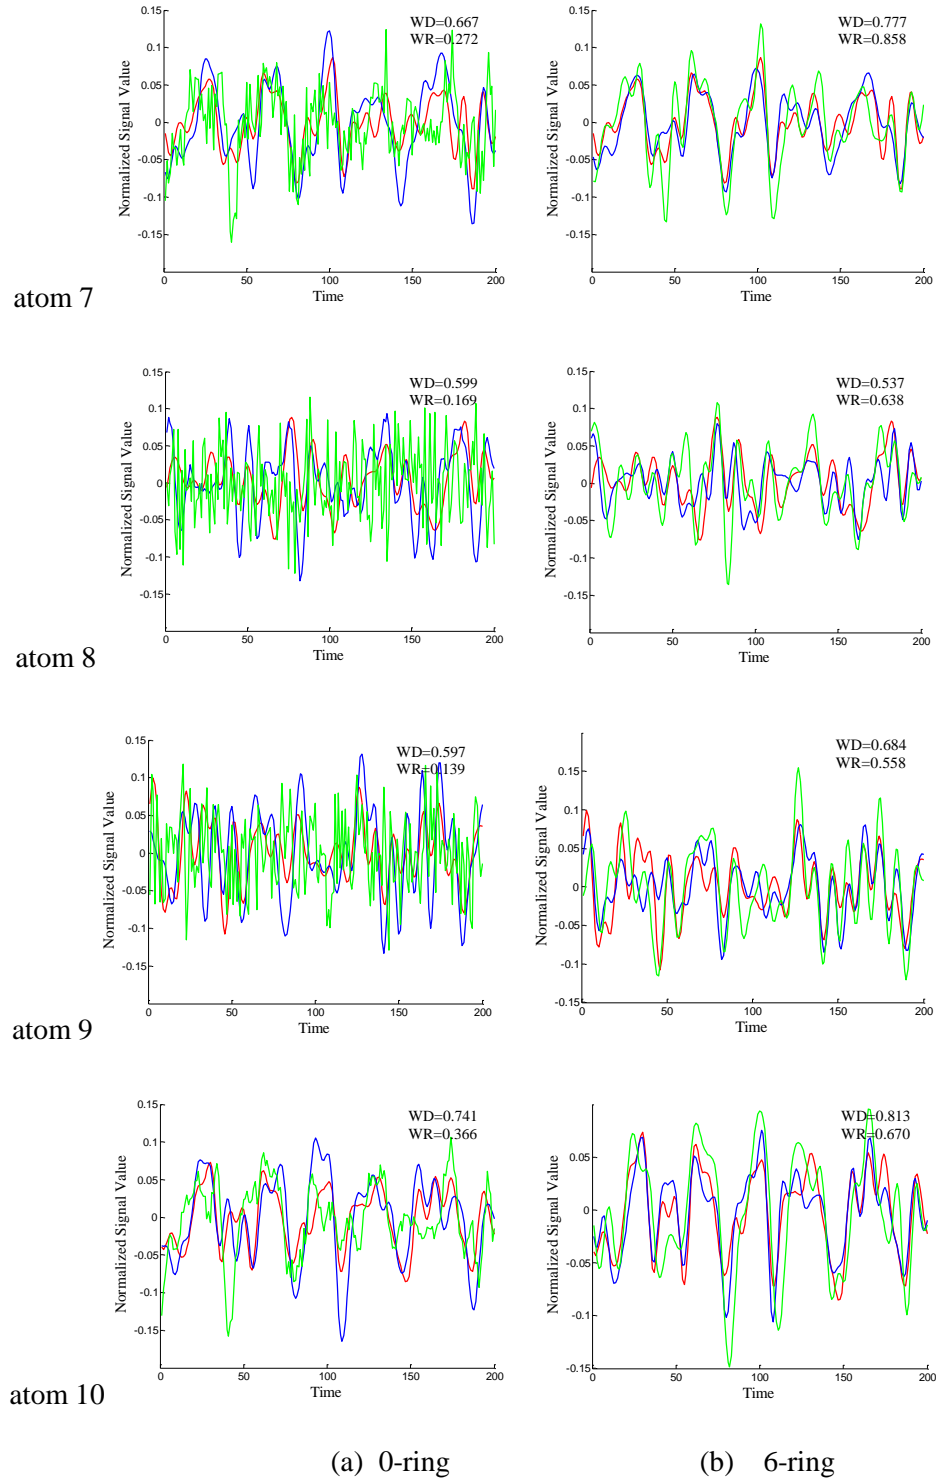 0.15
WD=0.667
WR=0.272
0.1
0.05
0
-0.05
-0.1
-0.15
Normalized Signal Value
0 50 100 150 200
Time
0.15
WD=0.777
WR=0.858
0.1
0.05
0
-0.05
-0.1
-0.15
Normalized Signal Value
0 50 100 150 200
Time
atom 7
0.15
WD=0.599
WR=0.169
0.1
0.05
0
-0.05
-0.1
-0.15
Normalized Signal Value
0 50 100 150 200
Time
0.15
WD=0.537
WR=0.638
0.1
0.05
0
-0.05
-0.1
-0.15
Normalized Signal Value
0 50 100 150 200
Time
atom 8
0.15
WD=0.597
WR=0.139
0.1
0.05
0
-0.05
-0.1
-0.15
Normalized Signal Value
0 50 100 150 200
Time
WD=0.684
WR=0.558
0.15
0.1
0.05
0
-0.05
-0.1
-0.15
Normalized Signal Value
0 50 100 150 200
Time
atom 9
0.15
WD=0.741
WR=0.366
0.1
0.05
0
-0.05
-0.1
-0.15
Normalized Signal Value
0 50 100 150 200
Time
WD=0.813
WR=0.670
0.05
0
-0.05
-0.1
-0.15
Normalized Signal Value
0 50 100 150 200
Time
atom 10
(a) 0-ring
(b) 6-ring